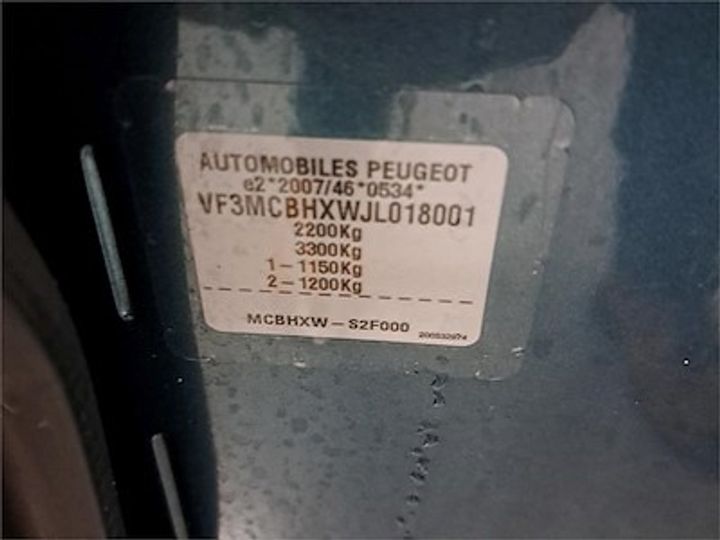 AUTOMOBILES PEUGEOT
e2*2007/46*0534*
VF3MCBHXWJL018001
2200Kg
3300Kg
1-1150Kg
2-1200Kg
MCBHXW-S2F000